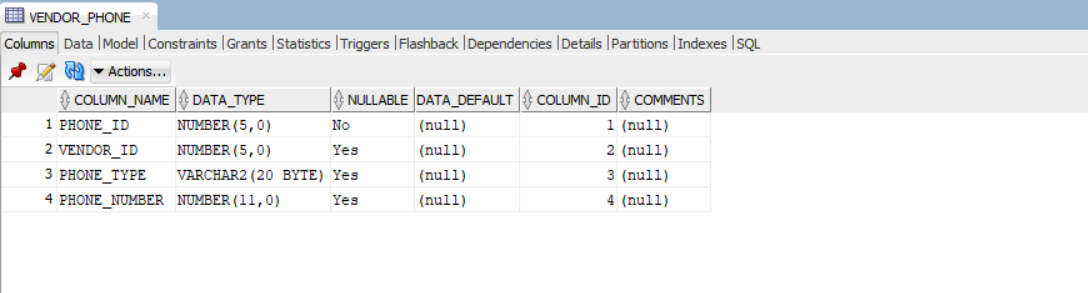 VENDOR_PHONE ×
Columns Data |Model |Constraints |Grants |Statistics |Triggers |Flashback |Dependencies |Details |Partitions |Indexes |SQL
Actions...
COLUMN_NAME DATA_TYPE NULLABLE DATA_DEFAULT COLUMN_ID COMMENTS
1 PHONE_ID NUMBER(5,0) No (null) 1 (null)
2 VENDOR_ID NUMBER(5,0) Yes (null) 2 (null)
3 PHONE_TYPE VARCHAR2(20 BYTE) Yes (null) 3 (null)
4 PHONE_NUMBER NUMBER(11,0) Yes (null) 4 (null)